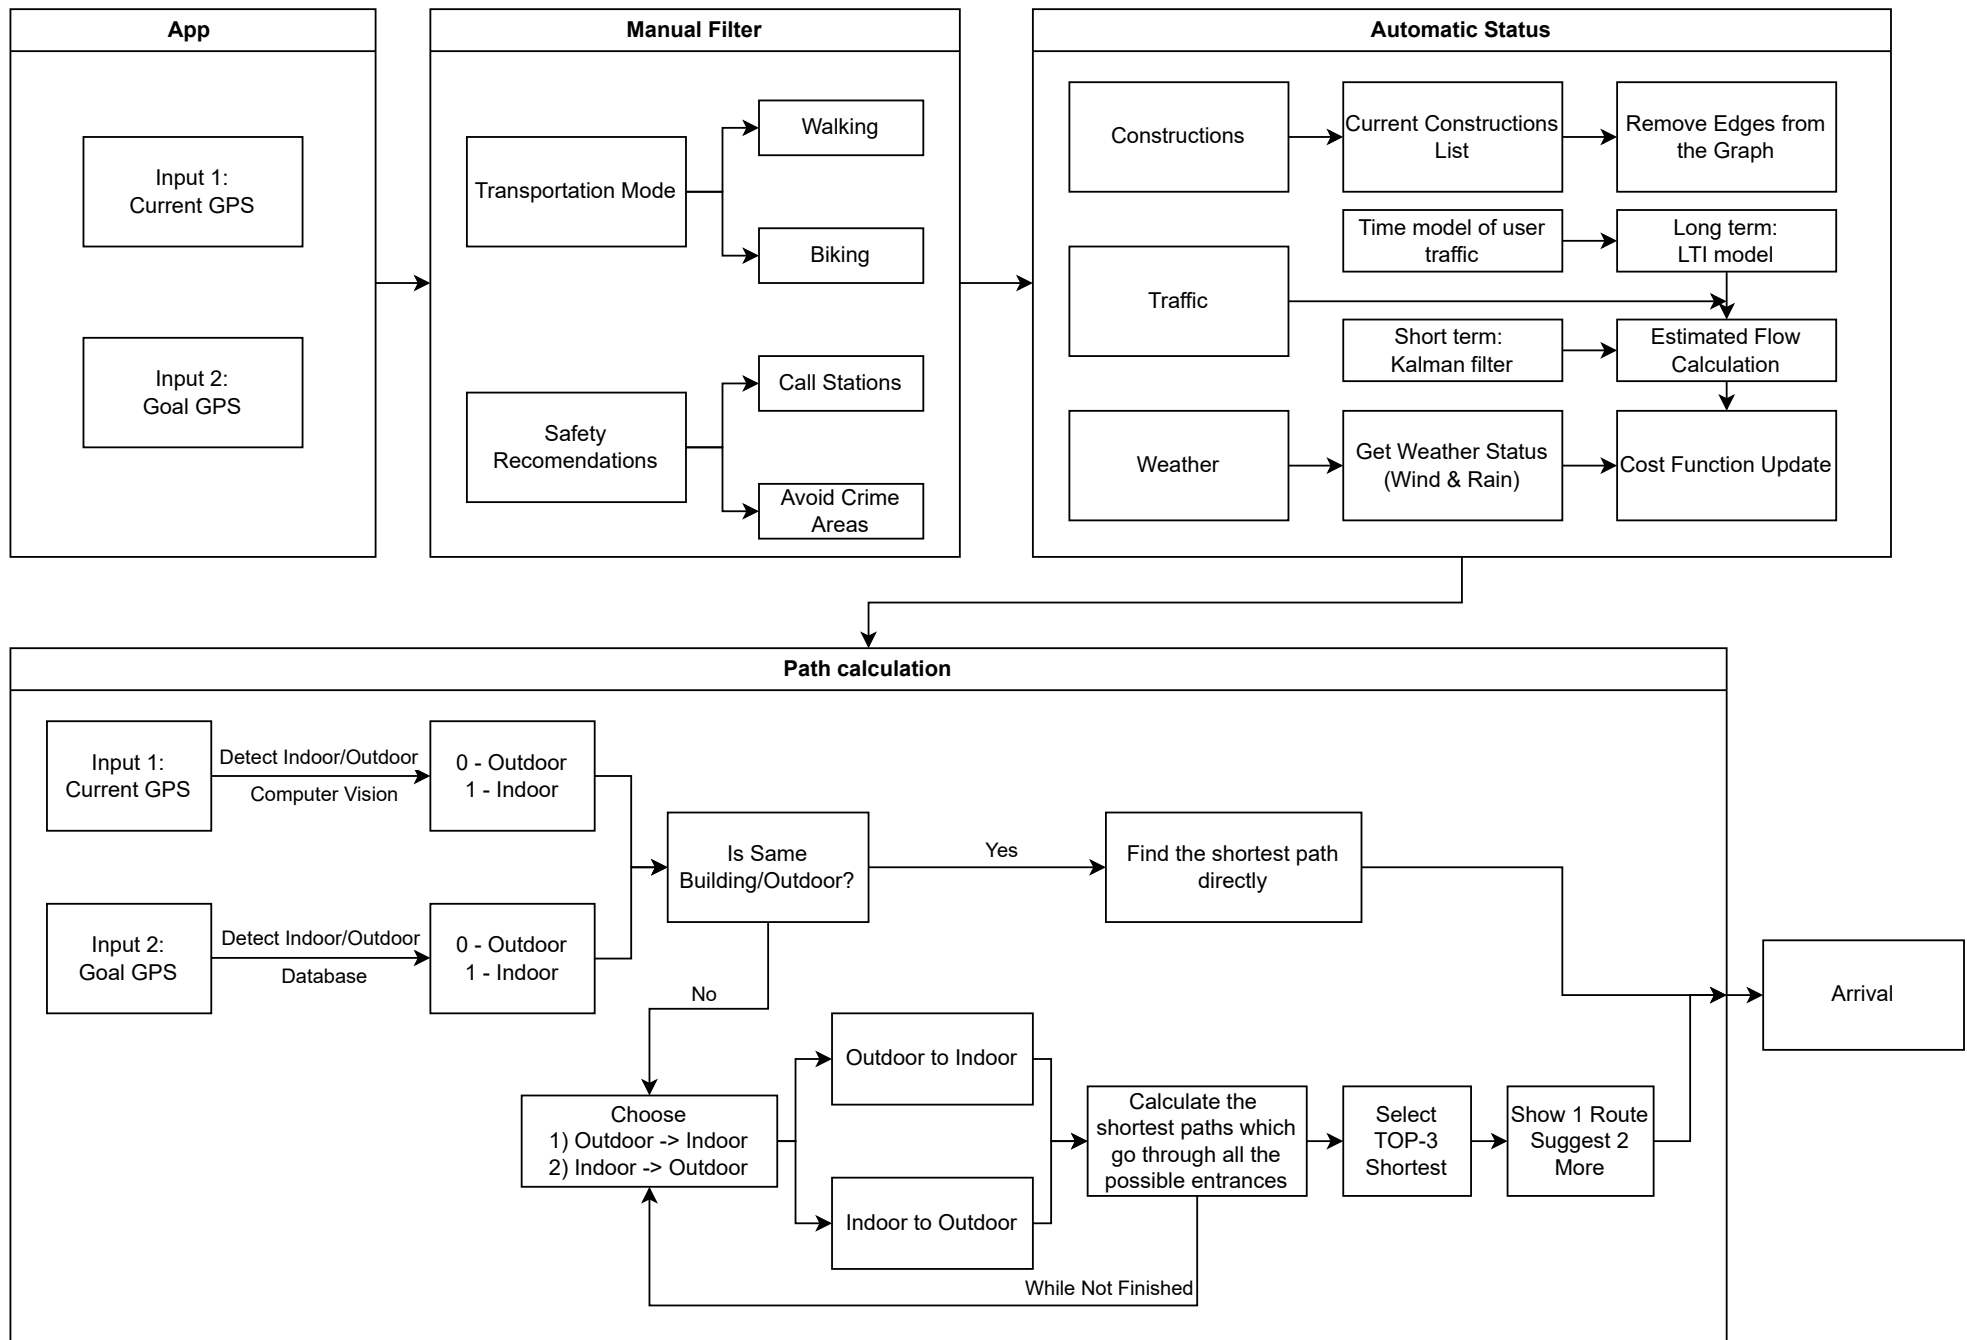 App
Input 1:
Current GPS
Input 2:
Goal GPS
Manual Filter
Transportation Mode
Walking
Biking
Safety
Recomendations
Call Stations
Avoid Crime
Areas
Automatic Status
Constructions
Current Constructions
List
Remove Edges from
the Graph
Time model of user
traffic
Long term:
LTI model
Traffic
Short term:
Kalman filter
Estimated Flow
Calculation
Weather
Get Weather Status
(Wind & Rain)
Cost Function Update
Path calculation
Input 1:
Current GPS
Detect Indoor/Outdoor
Computer Vision
0 - Outdoor
1 - Indoor
Input 2:
Goal GPS
Detect Indoor/Outdoor
Database
0 - Outdoor
1 - Indoor
Is Same
Building/Outdoor?
Yes
Find the shortest path
directly
No
Choose
1) Outdoor -> Indoor
2) Indoor -> Outdoor
Outdoor to Indoor
Indoor to Outdoor
Calculate the
shortest paths which
go through all the
possible entrances
While Not Finished
Select
TOP-3
Shortest
Show 1 Route
Suggest 2
More
Arrival